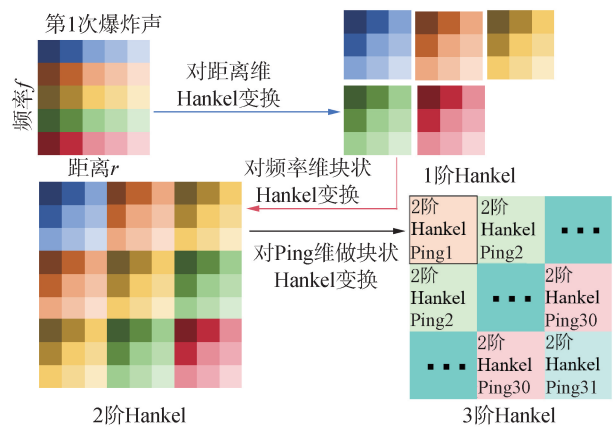 第1次爆炸声
频率f
距离r
对距离维
Hankel变换
1阶Hankel
对频率维块状
Hankel变换
2阶Hankel
对Ping维做块状
Hankel变换
2阶
Hankel
Ping1
2阶
Hankel
Ping2
...
2阶
Hankel
Ping2
...
2阶
Hankel
Ping30
...
2阶
Hankel
Ping30
2阶
Hankel
Ping31
3阶Hankel